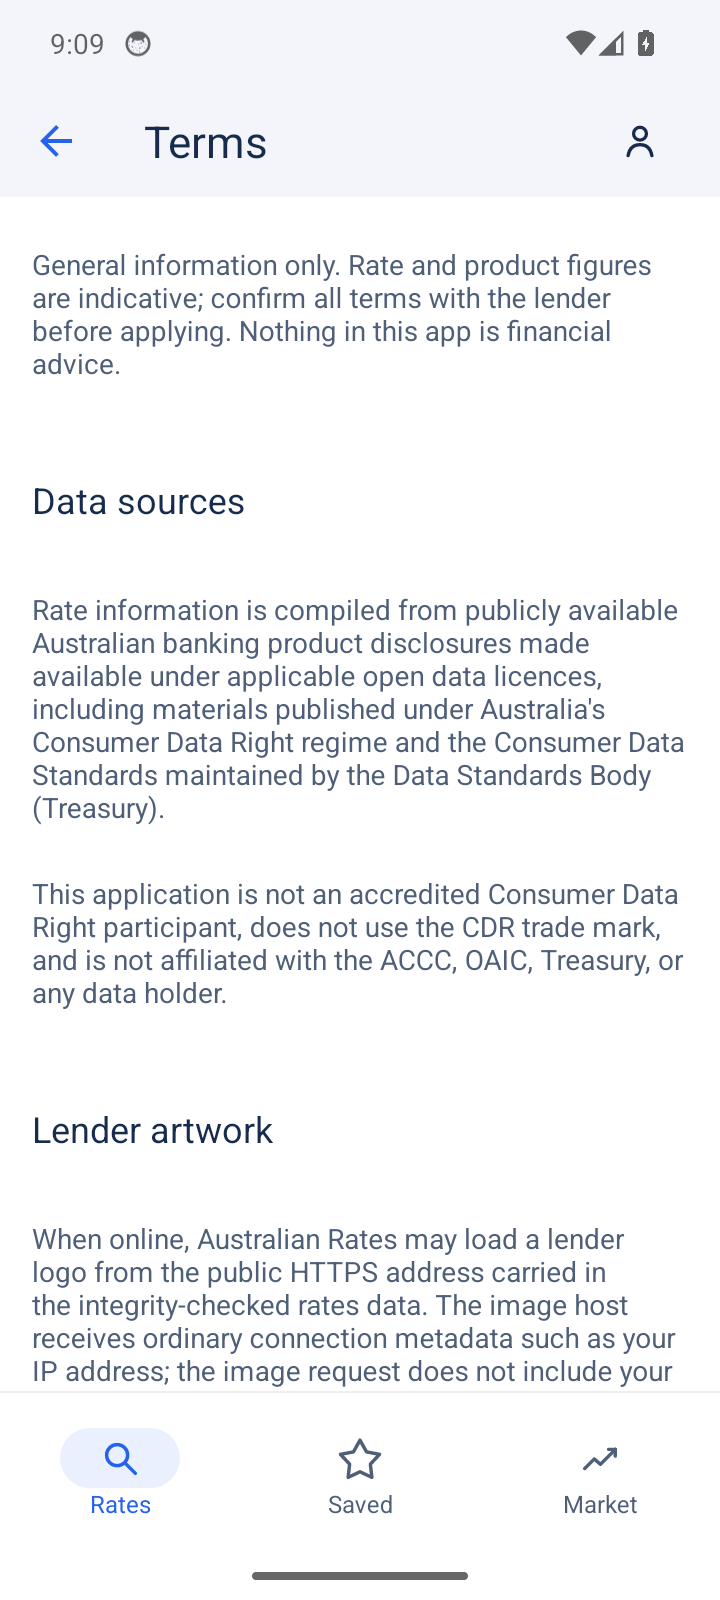 9:09
Terms
General information only. Rate and product figures
are indicative; confirm all terms with the lender
before applying. Nothing in this app is financial
advice.
Data sources
Rate information is compiled from publicly available
Australian banking product disclosures made
available under applicable open data licences,
including materials published under Australia's
Consumer Data Right regime and the Consumer Data
Standards maintained by the Data Standards Body
(Treasury).
This application is not an accredited Consumer Data
Right participant, does not use the CDR trade mark,
and is not affiliated with the ACCC, OAIC, Treasury, or
any data holder.
Lender artwork
When online, Australian Rates may load a lender
logo from the public HTTPS address carried in
the integrity-checked rates data. The image host
receives ordinary connection metadata such as your
IP address; the image request does not include your
Rates
Saved
Market